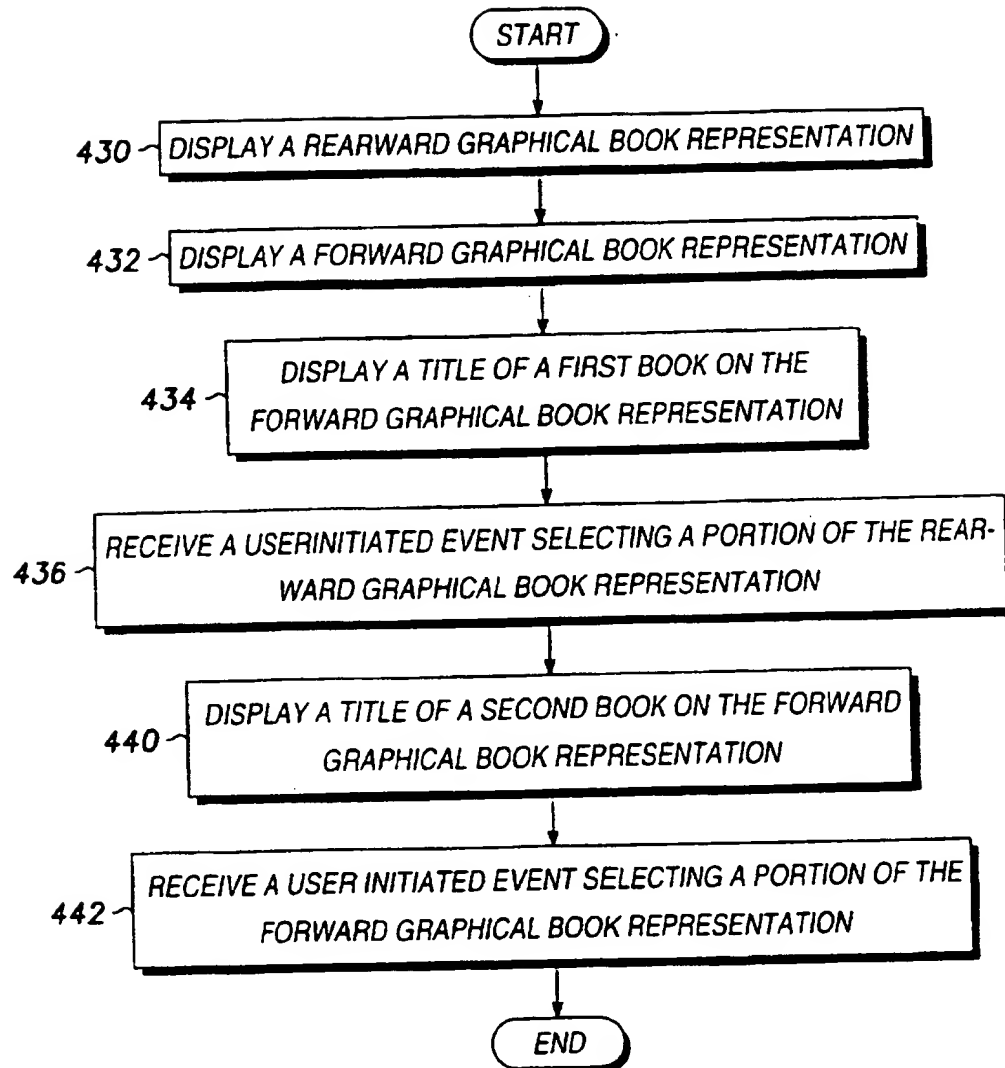 START
430 DISPLAY A REARWARD GRAPHICAL BOOK REPRESENTATION
432 DISPLAY A FORWARD GRAPHICAL BOOK REPRESENTATION
DISPLAY A TITLE OF A FIRST BOOK ON THE
434
FORWARD GRAPHICAL BOOK REPRESENTATION
RECEIVE A USERINITIATED EVENT SELECTING A PORTION OF THE REAR-
436
WARD GRAPHICAL BOOK REPRESENTATION
DISPLAY A TITLE OF A SECOND BOOK ON THE FORWARD
440
GRAPHICAL BOOK REPRESENTATION
RECEIVE A USER INITIATED EVENT SELECTING A PORTION OF THE
442
FORWARD GRAPHICAL BOOK REPRESENTATION
END